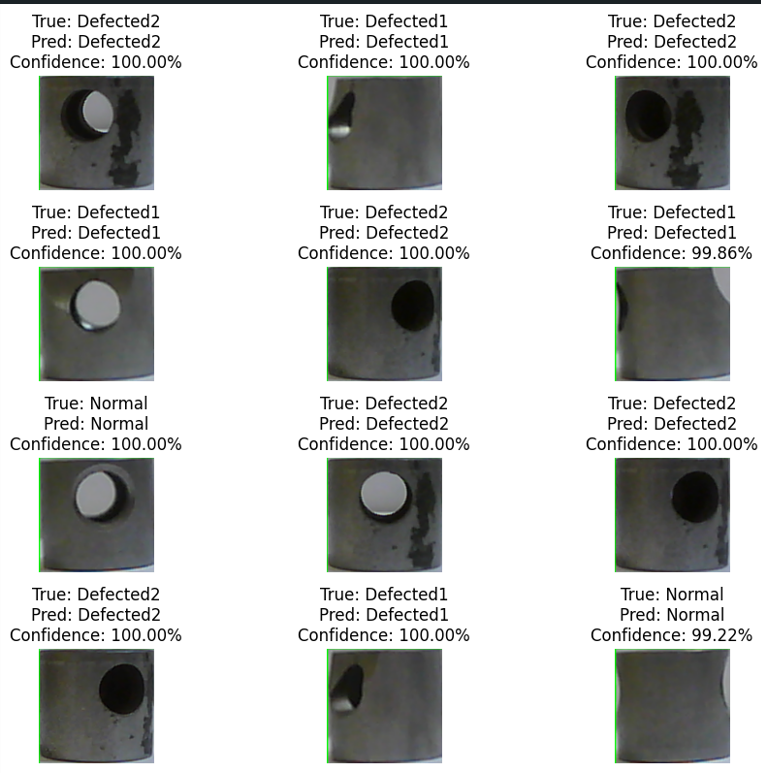 True: Defected2
Pred: Defected2
Confidence: 100.00%
True: Defected1
Pred: Defected1
Confidence: 100.00%
True: Defected2
Pred: Defected2
Confidence: 100.00%
True: Defected1
Pred: Defected1
Confidence: 100.00%
True: Defected2
Pred: Defected2
Confidence: 100.00%
True: Defected1
Pred: Defected1
Confidence: 99.86%
True: Normal
Pred: Normal
Confidence: 100.00%
True: Defected2
Pred: Defected2
Confidence: 100.00%
True: Defected2
Pred: Defected2
Confidence: 100.00%
True: Defected2
Pred: Defected2
Confidence: 100.00%
True: Defected1
Pred: Defected1
Confidence: 100.00%
True: Normal
Pred: Normal
Confidence: 99.22%